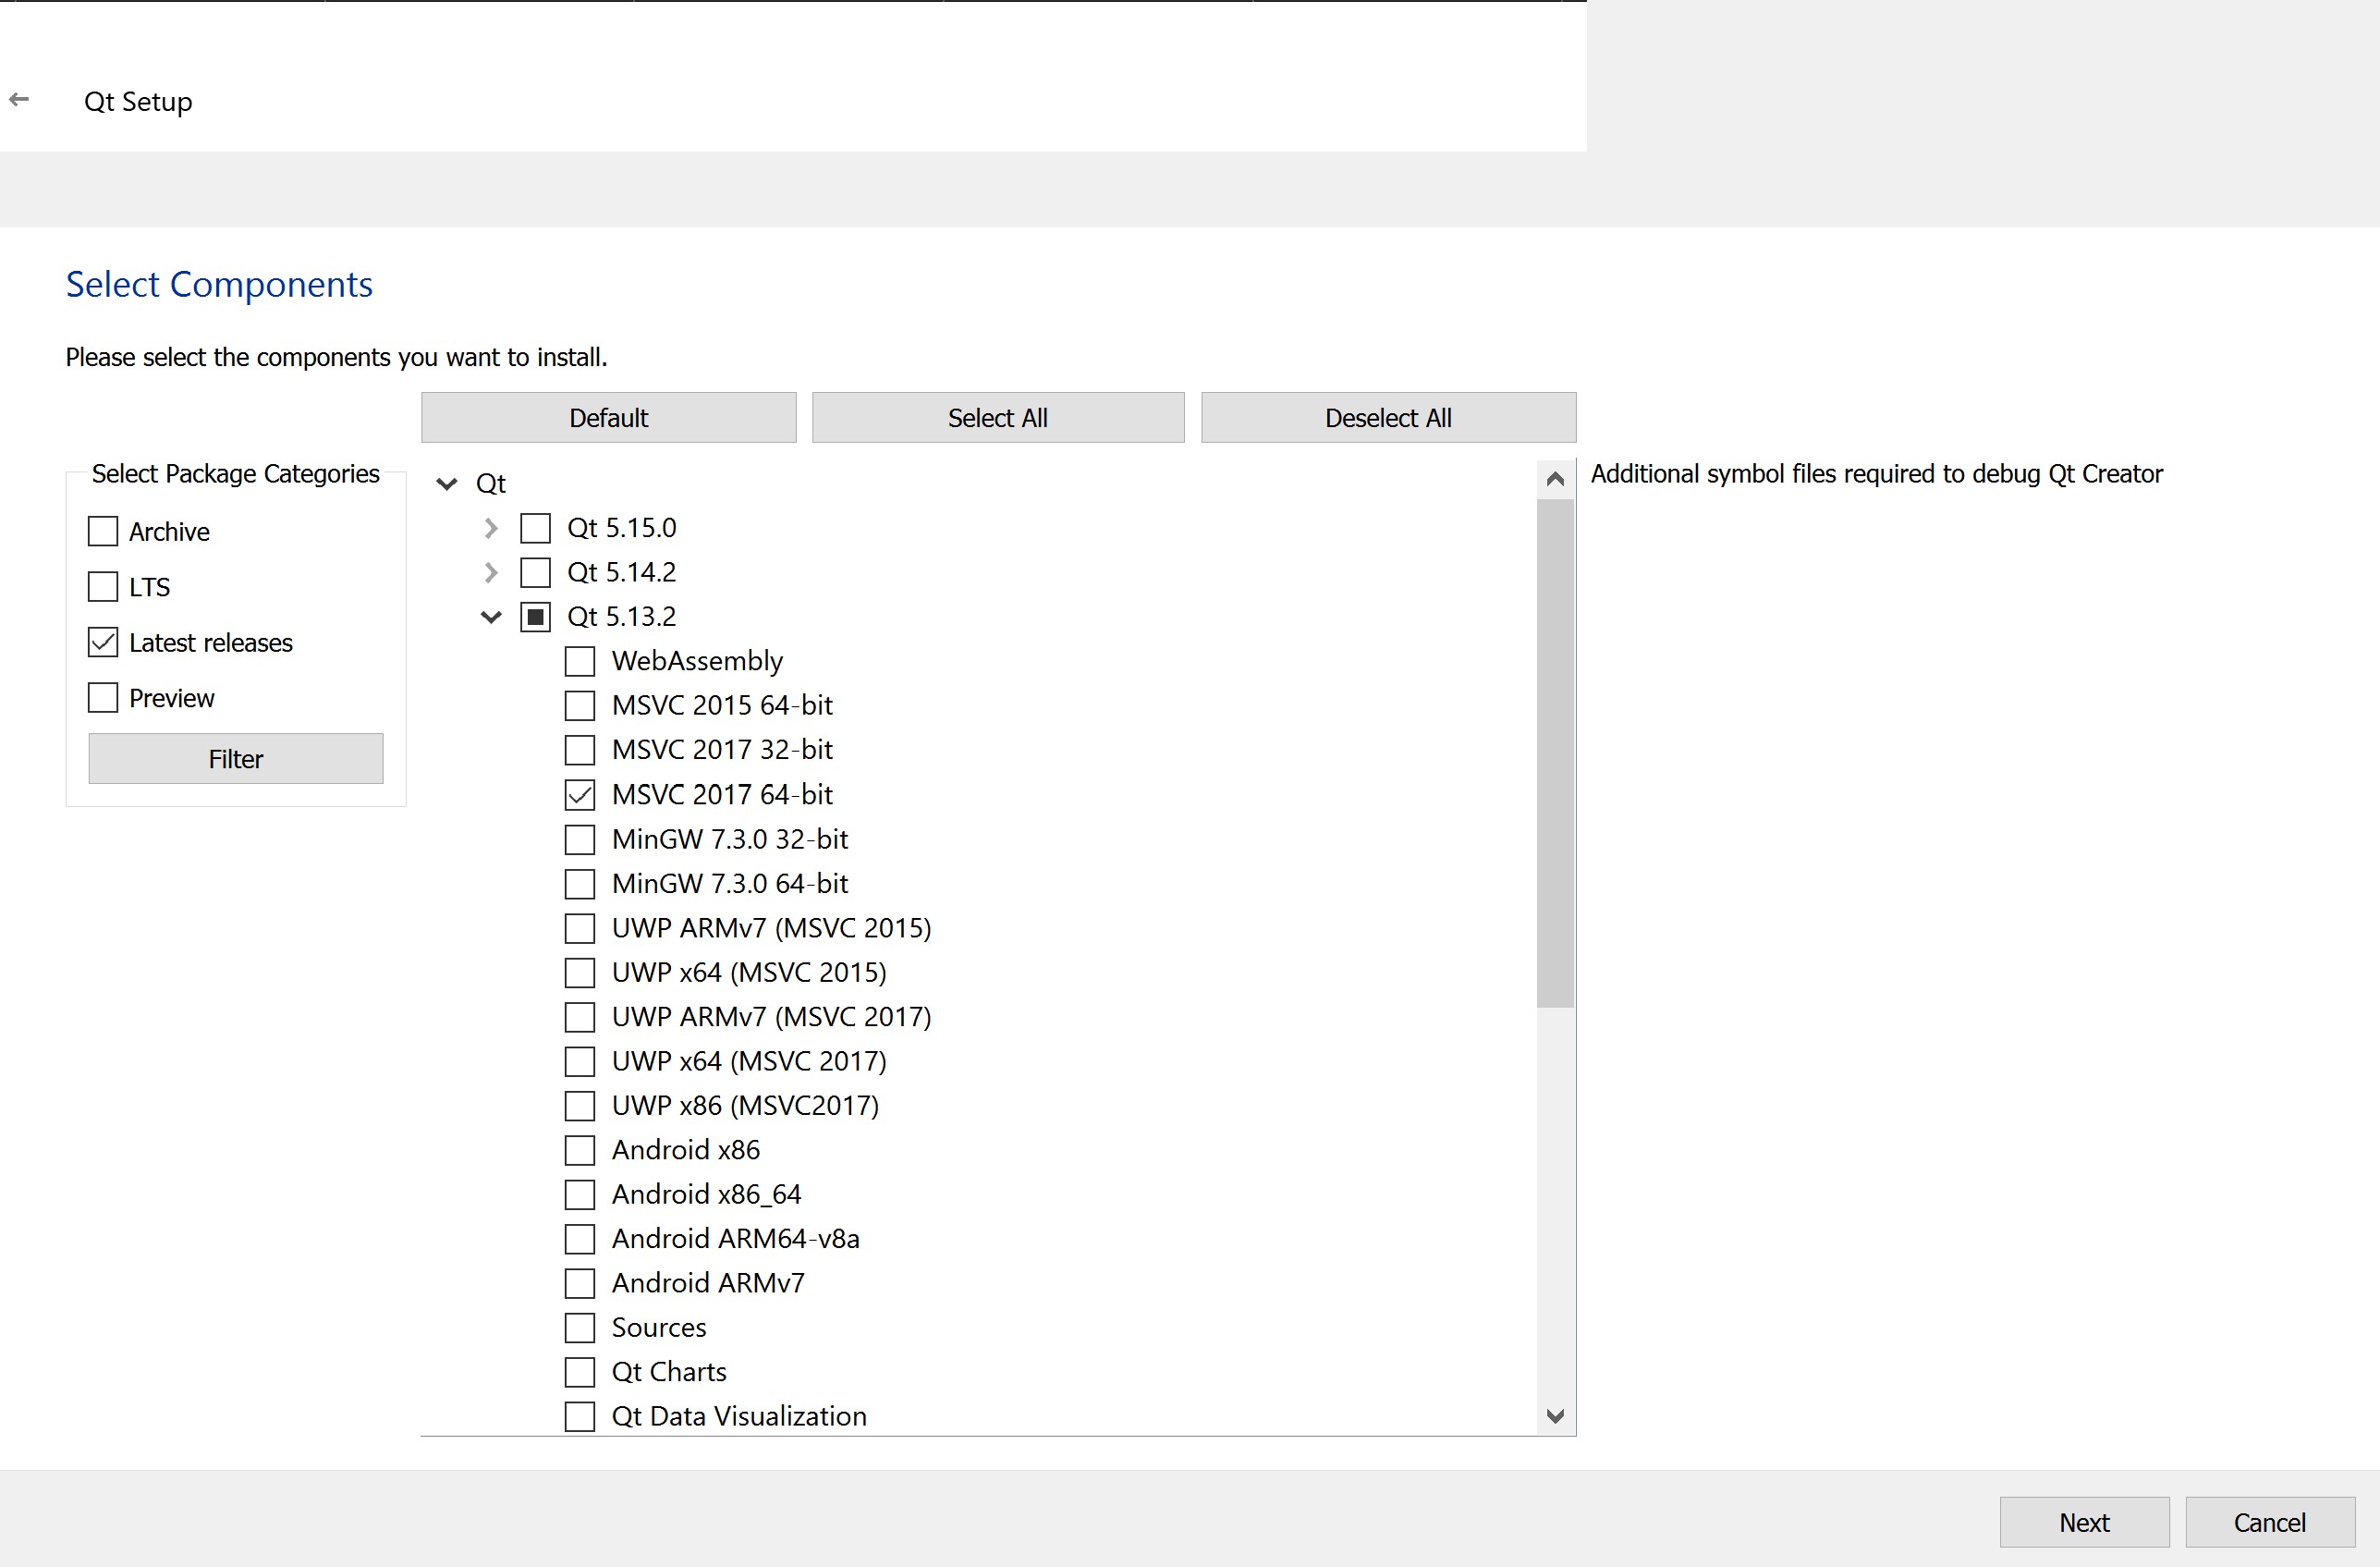 Qt Setup
Select Components
Please select the components you want to install.
Default
Select All
Deselect All
Select Package Categories
Archive
LTS
Latest releases
Preview
Filter
Qt
Qt 5.15.0
Qt 5.14.2
Qt 5.13.2
WebAssembly
MSVC 2015 64-bit
MSVC 2017 32-bit
MSVC 2017 64-bit
MinGW 7.3.0 32-bit
MinGW 7.3.0 64-bit
UWP ARMv7 (MSVC 2015)
UWP x64 (MSVC 2015)
UWP ARMv7 (MSVC 2017)
UWP x64 (MSVC 2017)
UWP x86 (MSVC2017)
Android x86
Android x86_64
Android ARM64-v8a
Android ARMv7
Sources
Qt Charts
Qt Data Visualization
Additional symbol files required to debug Qt Creator
Next
Cancel